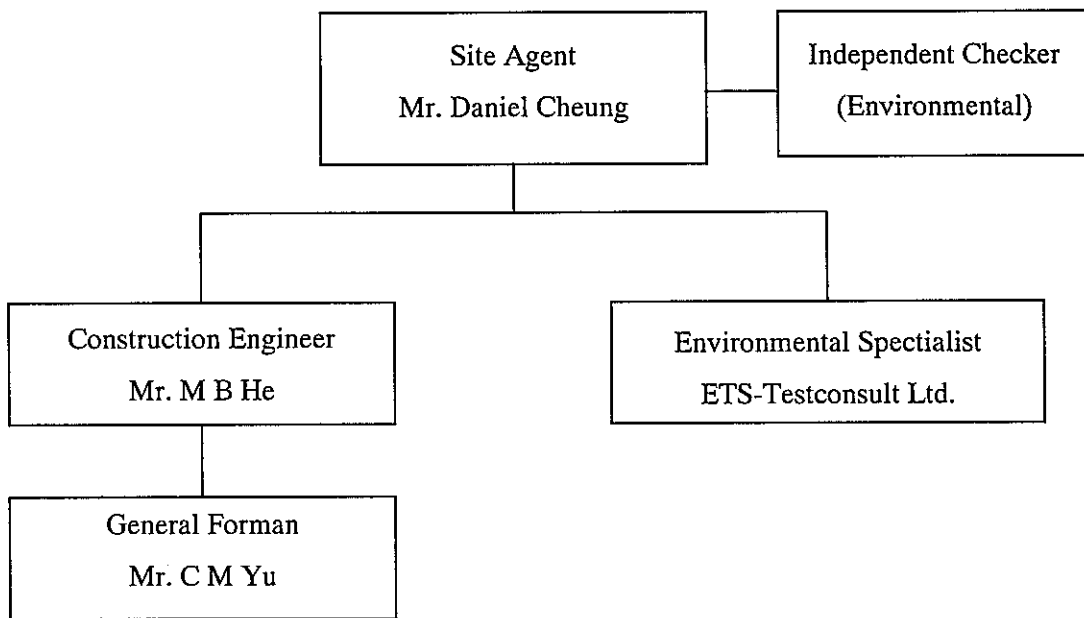 Site Agent
Mr. Daniel Cheung
Independent Checker
(Environmental)
Construction Engineer
Mr. M B He
Environmental Spectialist
ETS-Testconsult Ltd.
General Forman
Mr. C M Yu